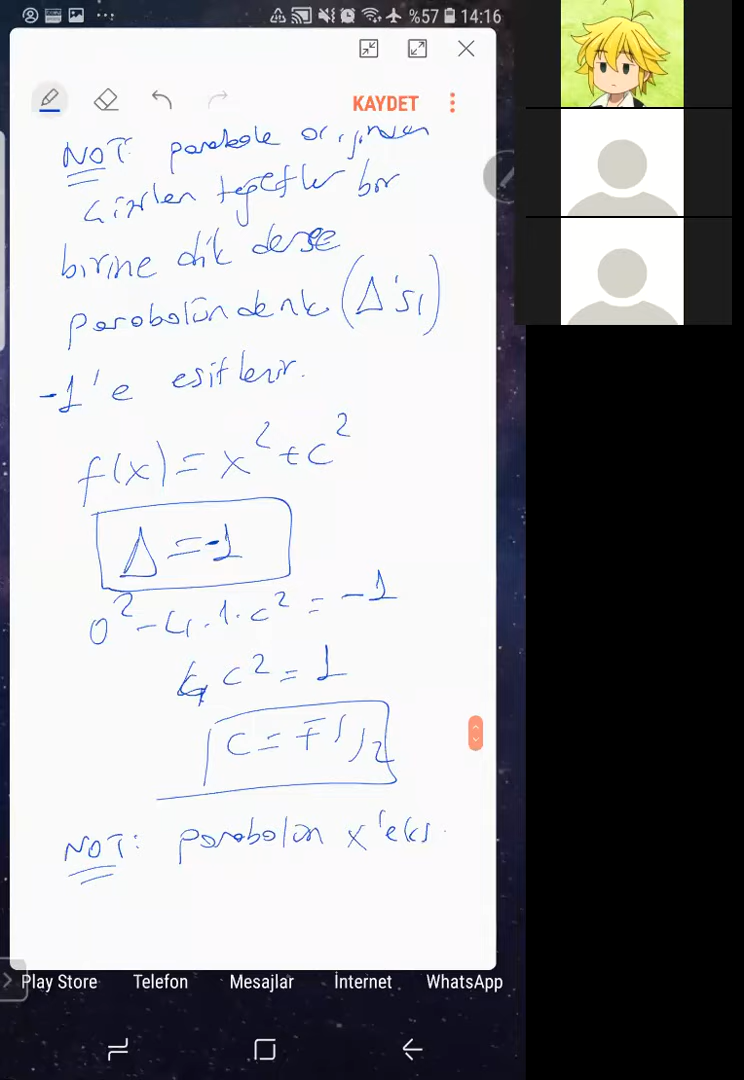 %57 14:16
KAYDET
NOT: parabole orijinden
çizilen teğetler bir
birine dik derse
parabolün denk (Δ'sı)
-1'e eşitlenir.
f(x) = x² + c²
Δ = -1
0² - 4.1.c² = -1
4c² = 1
c = ∓1/2
NOT: parabolün x'eks.
Play Store Telefon Mesajlar İnternet WhatsApp